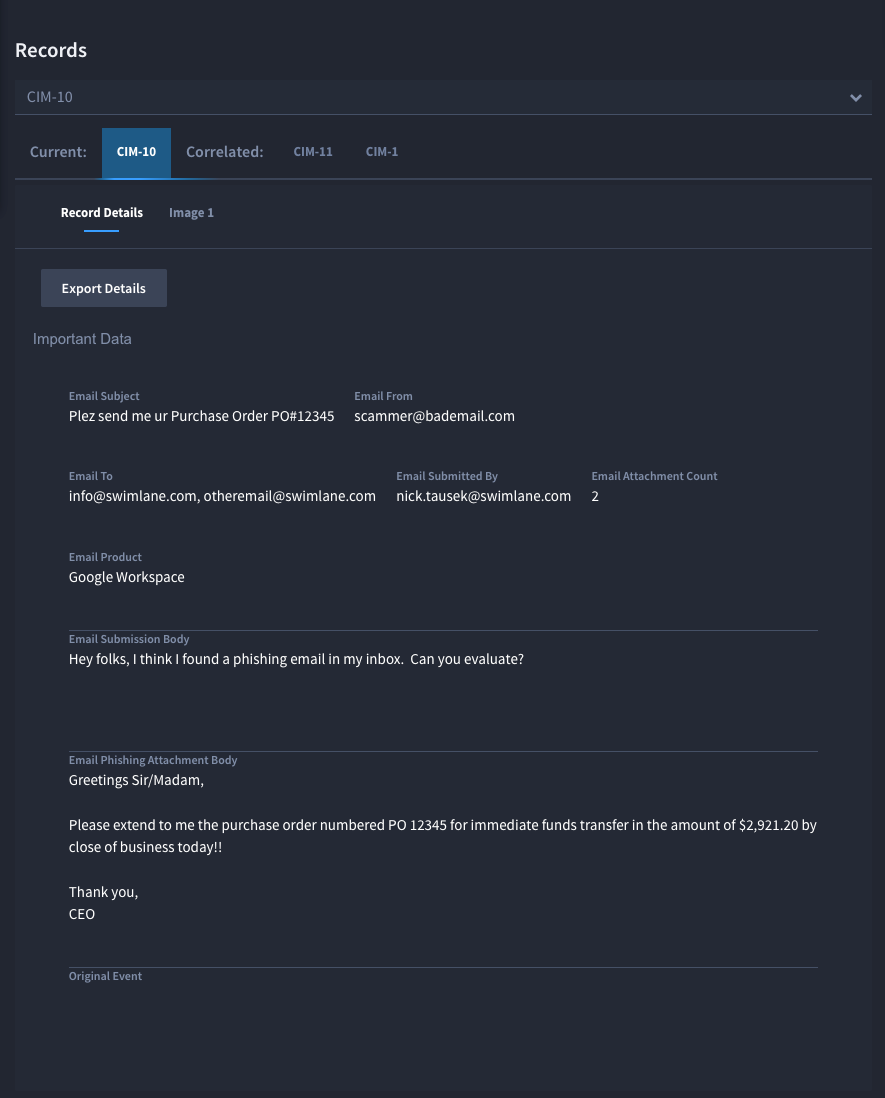 Records
CIM-10
Current: CIM-10 Correlated: CIM-11 CIM-1
Record Details Image 1
Export Details
Important Data
Email Subject Email From
Plez send me ur Purchase Order PO#12345 scammer@bademail.com
Email To Email Submitted By Email Attachment Count
info@swimlane.com, otheremail@swimlane.com nick.tausek@swimlane.com 2
Email Product
Google Workspace
Email Submission Body
Hey folks, I think I found a phishing email in my inbox.  Can you evaluate?
Email Phishing Attachment Body
Greetings Sir/Madam,
Please extend to me the purchase order numbered PO 12345 for immediate funds transfer in the amount of $2,921.20 by
close of business today!!
Thank you,
CEO
Original Event